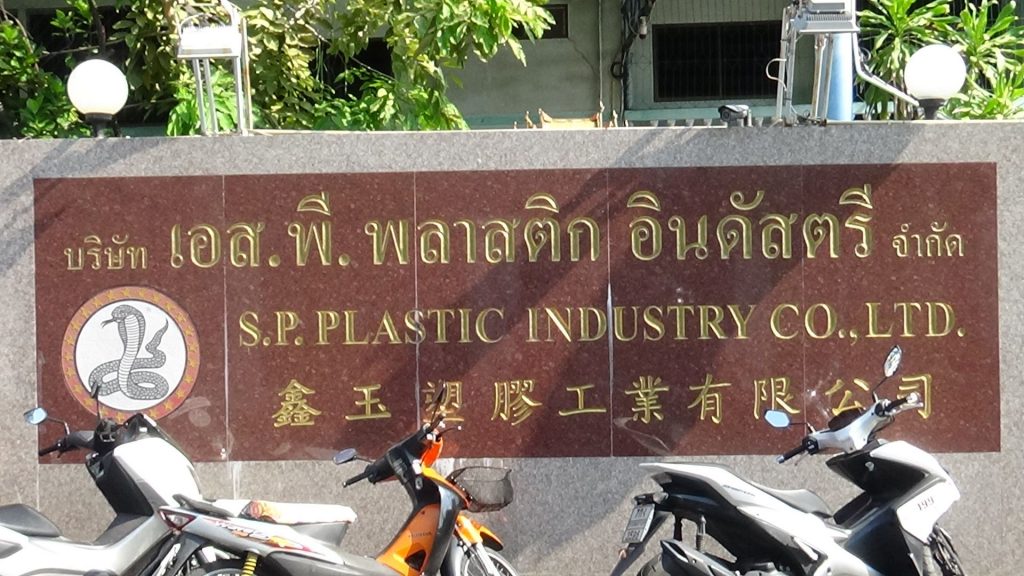 บริษัท เอส.พี. พลาสติก อินดัสตรี จำกัด
S.P. PLASTIC INDUSTRY CO.,LTD.
鑫玉塑膠工業有限公司